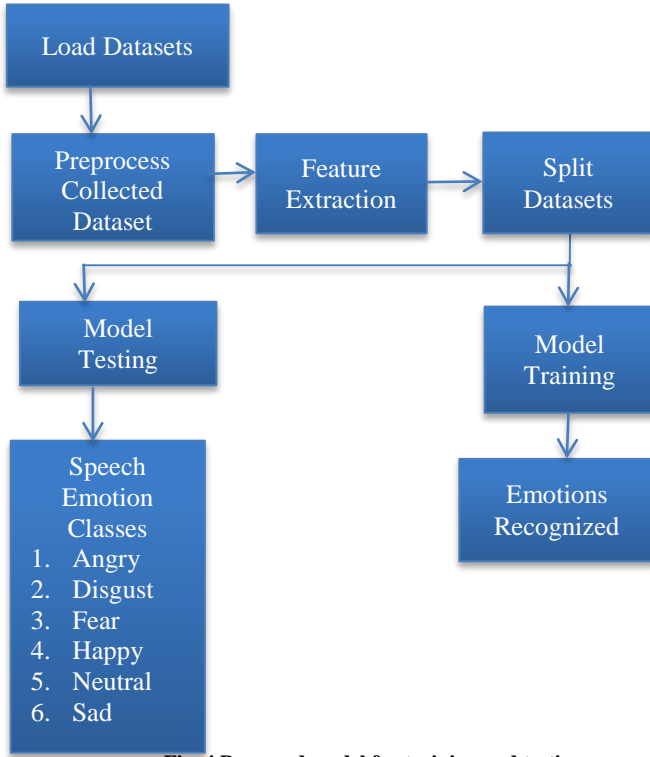 Load Datasets
Preprocess
Collected
Dataset
Feature
Extraction
Split
Datasets
Model
Testing
Model
Training
Speech
Emotion
Classes
1. Angry
2. Disgust
3. Fear
4. Happy
5. Neutral
6. Sad
Emotions
Recognized